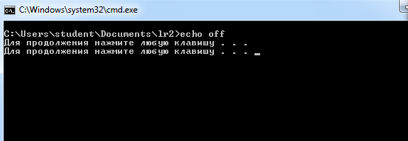 C:\Windows\system32\cmd.exe
C:\Users\student\Documents\lr2>echo off
Для продолжения нажмите любую клавишу . . .
Для продолжения нажмите любую клавишу . . . _